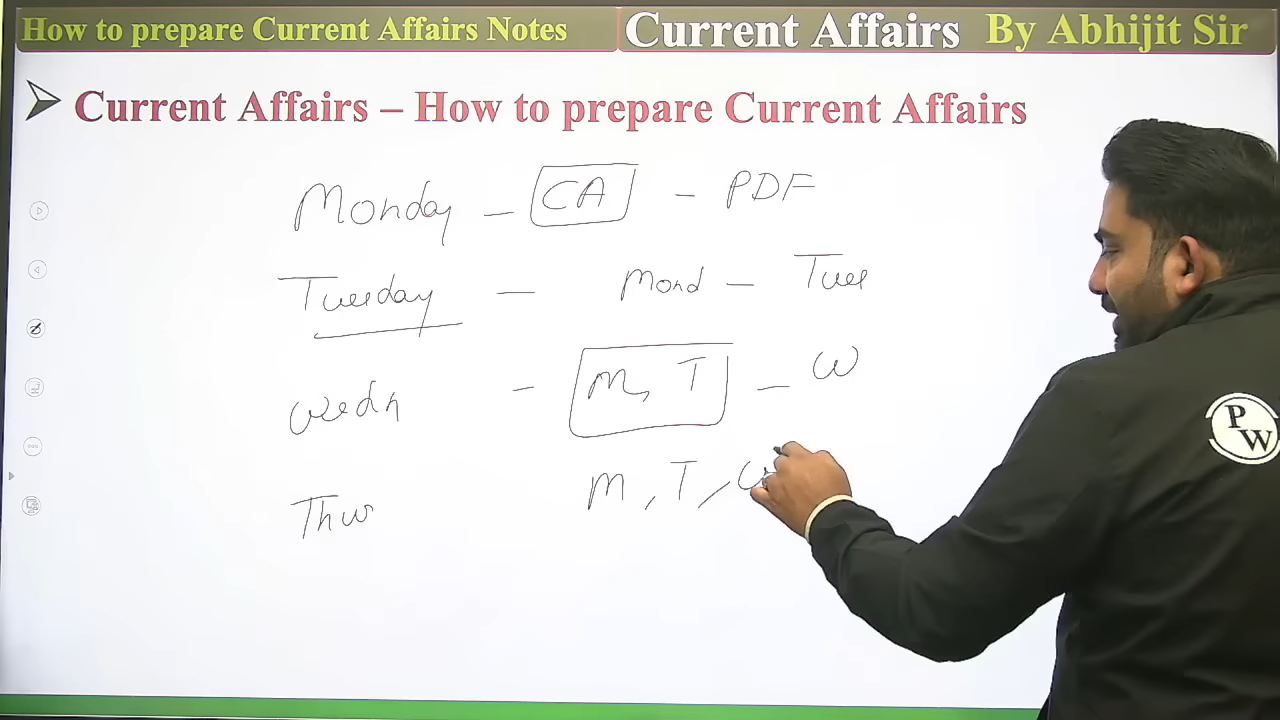 How to prepare Current Affairs Notes
Current Affairs By Abhijit Sir
Current Affairs – How to prepare Current Affairs
Monday – CA – PDF
Tuesday – Mond – Tues
Wedn – M, T – W
Thur M, T, W
PW